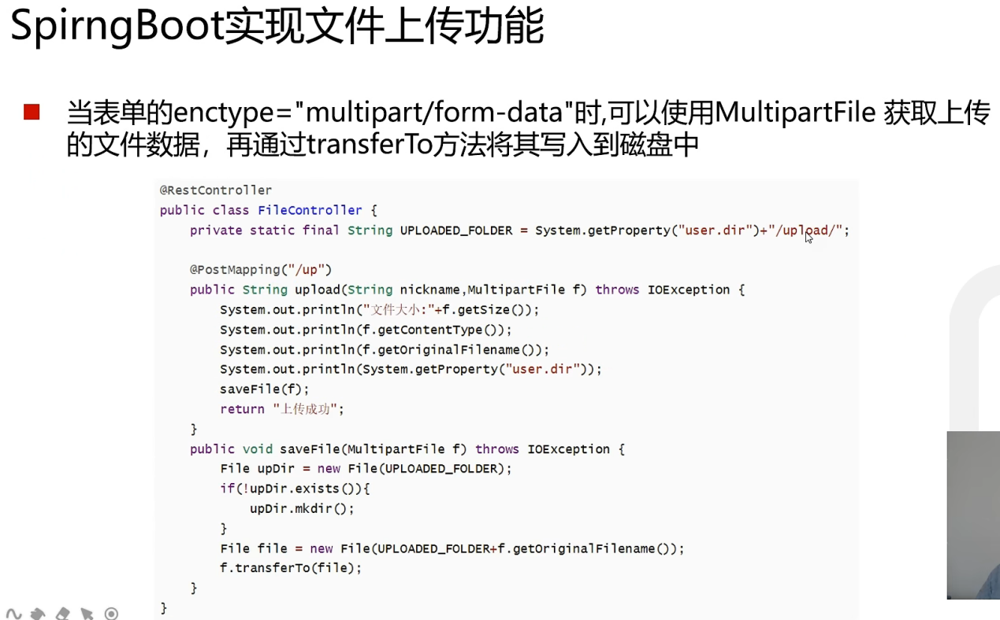 SpirngBoot实现文件上传功能
当表单的enctype="multipart/form-data"时,可以使用MultipartFile 获取上传
的文件数据，再通过transferTo方法将其写入到磁盘中
@RestController
public class FileController {
    private static final String UPLOADED_FOLDER = System.getProperty("user.dir")+"/upload/";
    @PostMapping("/up")
    public String upload(String nickname,MultipartFile f) throws IOException {
        System.out.println("文件大小:"+f.getSize());
        System.out.println(f.getContentType());
        System.out.println(f.getOriginalFilename());
        System.out.println(System.getProperty("user.dir"));
        saveFile(f);
        return "上传成功";
    }
    public void saveFile(MultipartFile f) throws IOException {
        File upDir = new File(UPLOADED_FOLDER);
        if(!upDir.exists()){
            upDir.mkdir();
        }
        File file = new File(UPLOADED_FOLDER+f.getOriginalFilename());
        f.transferTo(file);
    }
}